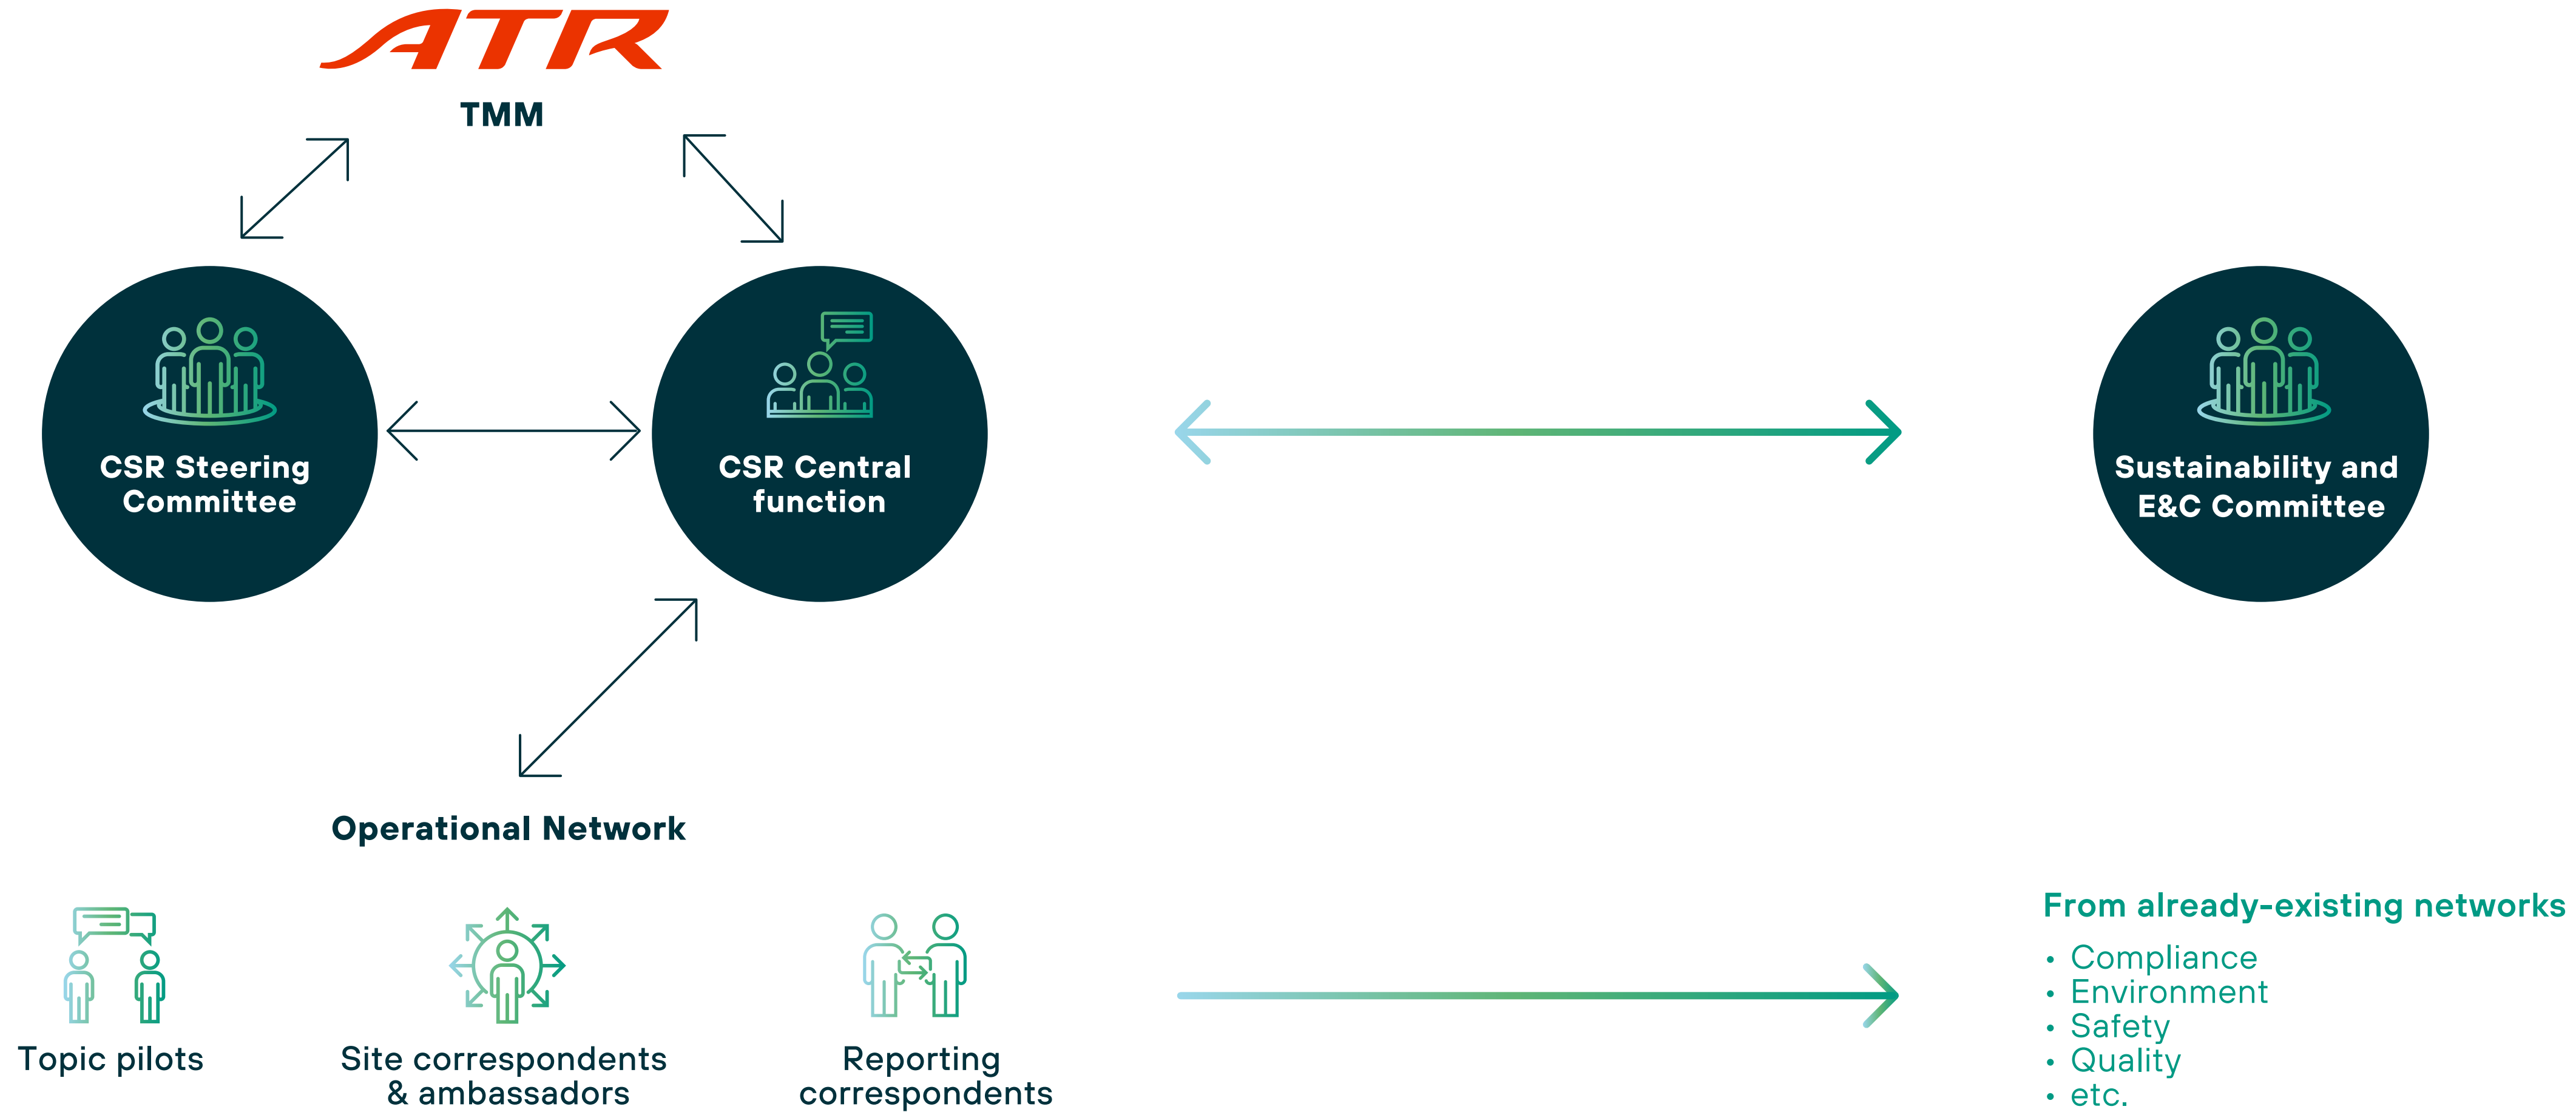 ATR
TMM
CSR Steering
Committee
CSR Central
function
Sustainability and
E&C Committee
Operational Network
Topic pilots
Site correspondents
& ambassadors
Reporting
correspondents
From already-existing networks
• Compliance
• Environment
• Safety
• Quality
• etc.